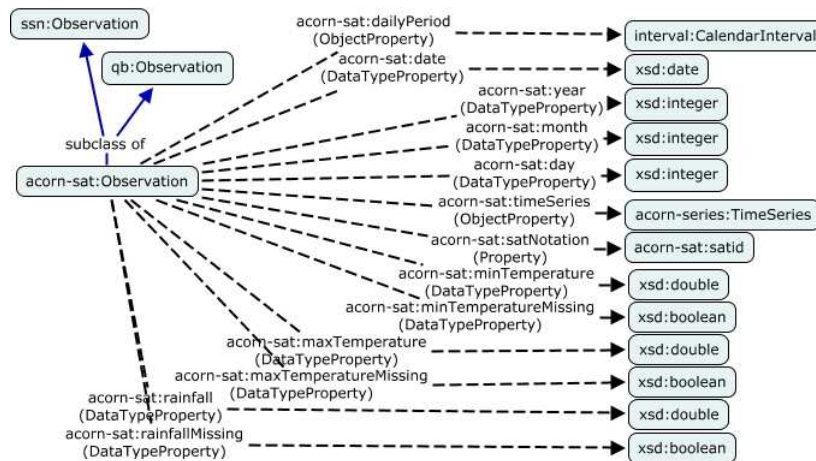 ssn:Observation
qb:Observation
subclass of
acorn-sat:Observation
acorn-sat:dailyPeriod
(ObjectProperty)
interval:CalendarInterval
acorn-sat:date
(DataTypeProperty)
xsd:date
acorn-sat:year
(DataTypeProperty)
xsd:integer
acorn-sat:month
(DataTypeProperty)
xsd:integer
acorn-sat:day
(DataTypeProperty)
xsd:integer
acorn-sat:timeSeries
(ObjectProperty)
acorn-series:TimeSeries
acorn-sat:satNotation
(Property)
acorn-sat:satid
acorn-sat:minTemperature
(DataTypeProperty)
xsd:double
acorn-sat:minTemperatureMissing
(DataTypeProperty)
xsd:boolean
acorn-sat:maxTemperature
(DataTypeProperty)
xsd:double
acorn-sat:maxTemperatureMissing
(DataTypeProperty)
xsd:boolean
acorn-sat:rainfall
(DataTypeProperty)
xsd:double
acorn-sat:rainfallMissing
(DataTypeProperty)
xsd:boolean